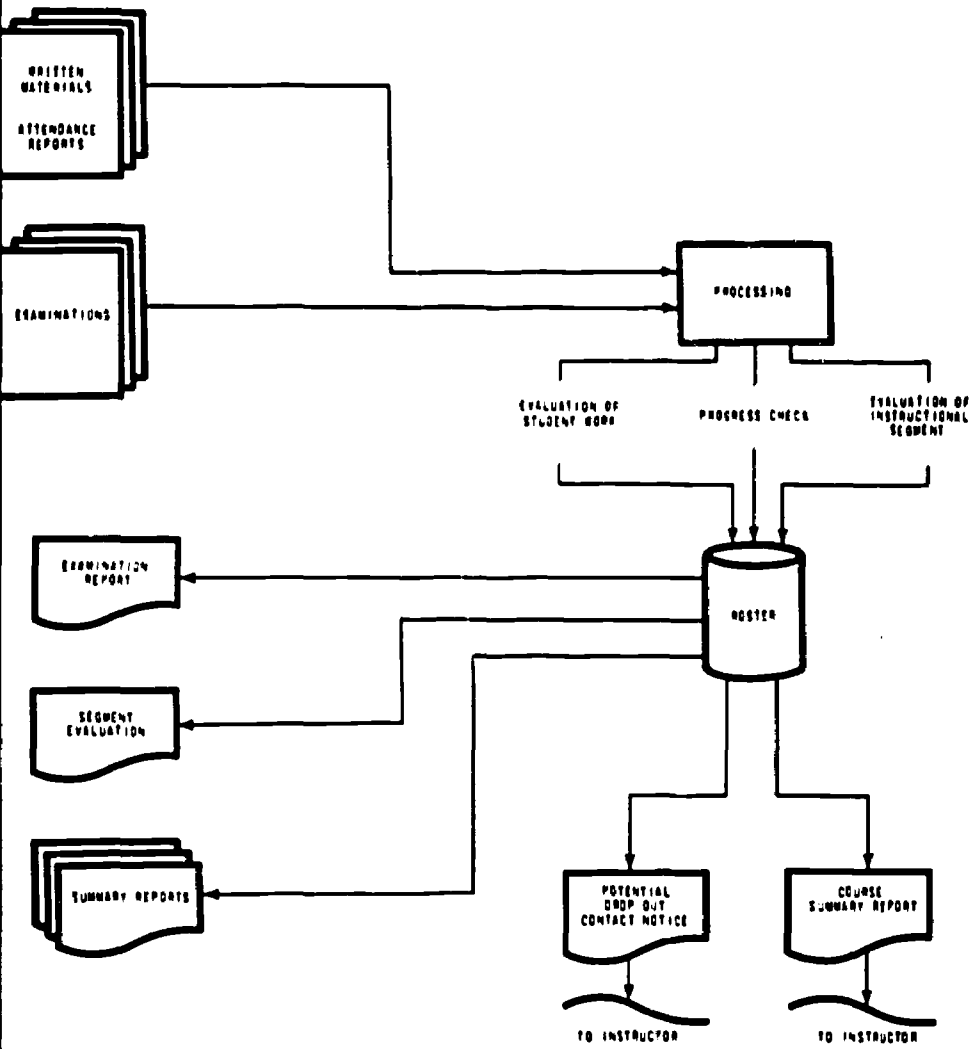 WRITTEN
MATERIALS
ATTENDANCE
REPORTS
EXAMINATIONS
PROCESSING
EVALUATION OF
STUDENT WORK
PROGRESS CHECK
EVALUATION OF
INSTRUCTIONAL
SEGMENT
EXAMINATION
REPORT
ROSTER
SEGMENT
EVALUATION
SUMMARY REPORTS
POTENTIAL
DROP OUT
CONTACT NOTICE
COURSE
SUMMARY REPORT
TO INSTRUCTOR
TO INSTRUCTOR